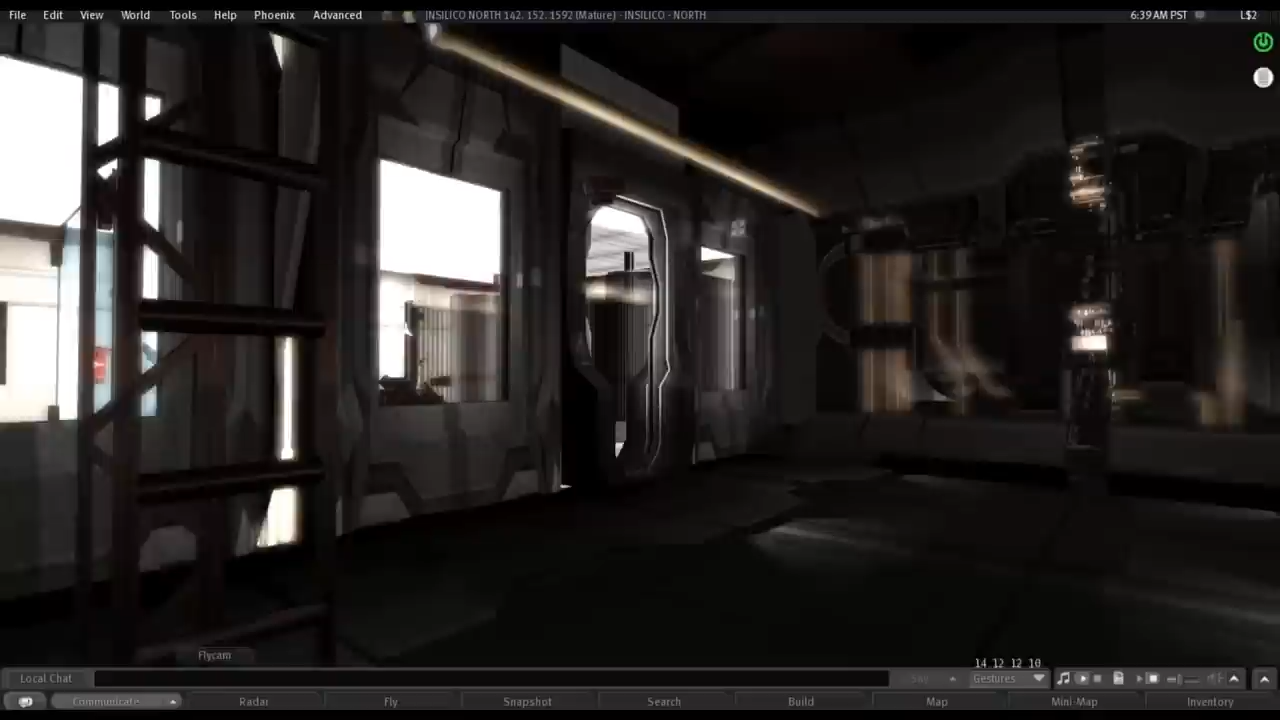 File Edit View World Tools Help Phoenix Advanced INSILICO NORTH 142, 152, 1592 (Mature) - INSILICO - NORTH 6:39 AM PST L$2
Flycam
14 12 12 10
Local Chat Say Gestures
Communicate Radar Fly Snapshot Search Build Map Mini-Map Inventory